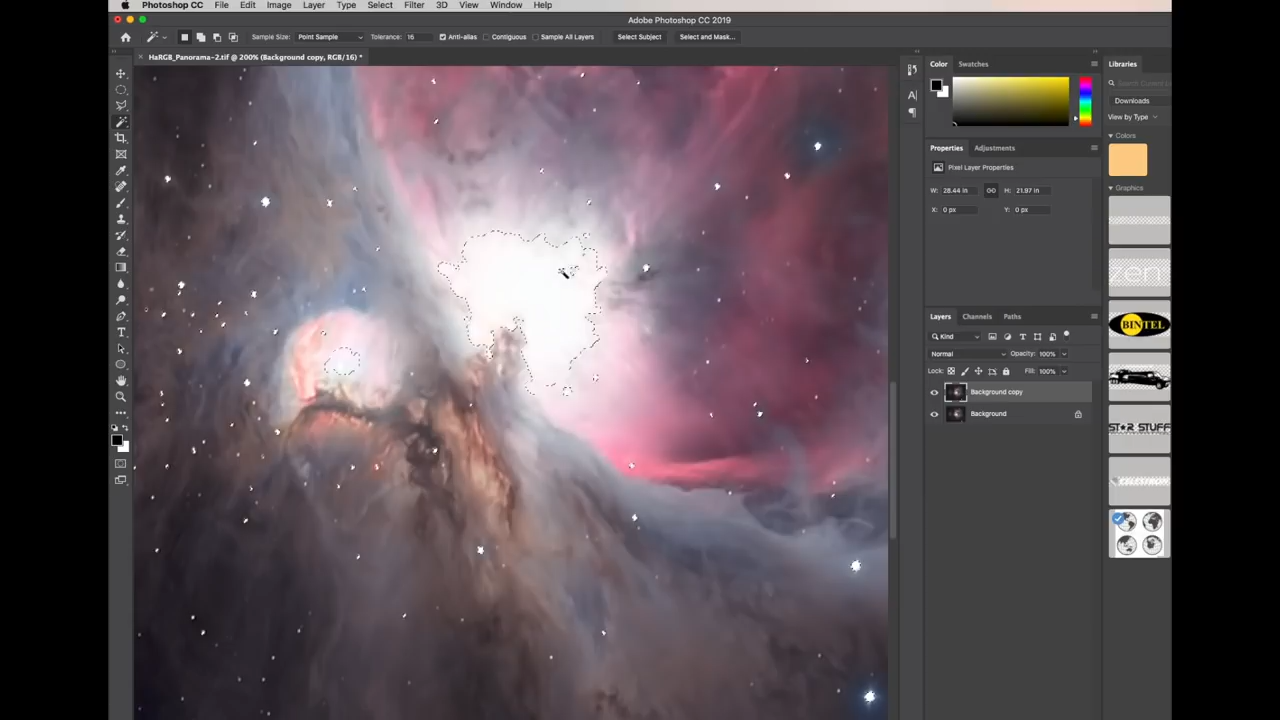 Photoshop CC File Edit Image Layer Type Select Filter 3D View Window Help
Adobe Photoshop CC 2019
Sample Size: Point Sample Tolerance: 15 Anti-alias Contiguous Sample All Layers Select Subject Select and Mask...
HaRGB_Panorama-2.tif @ 200% (Background copy, RGB/16) *
Color Swatches
Libraries
Downloads
View by Type
Colors
Properties Adjustments
Pixel Layer Properties
Graphics
W: 28.44 in H: 21.97 in
X: 0 px Y: 0 px
zen
BINTEL
Layers Channels Paths
Kind
Normal Opacity: 100%
Lock: Fill: 100%
Background copy
Background
STAR STUFF